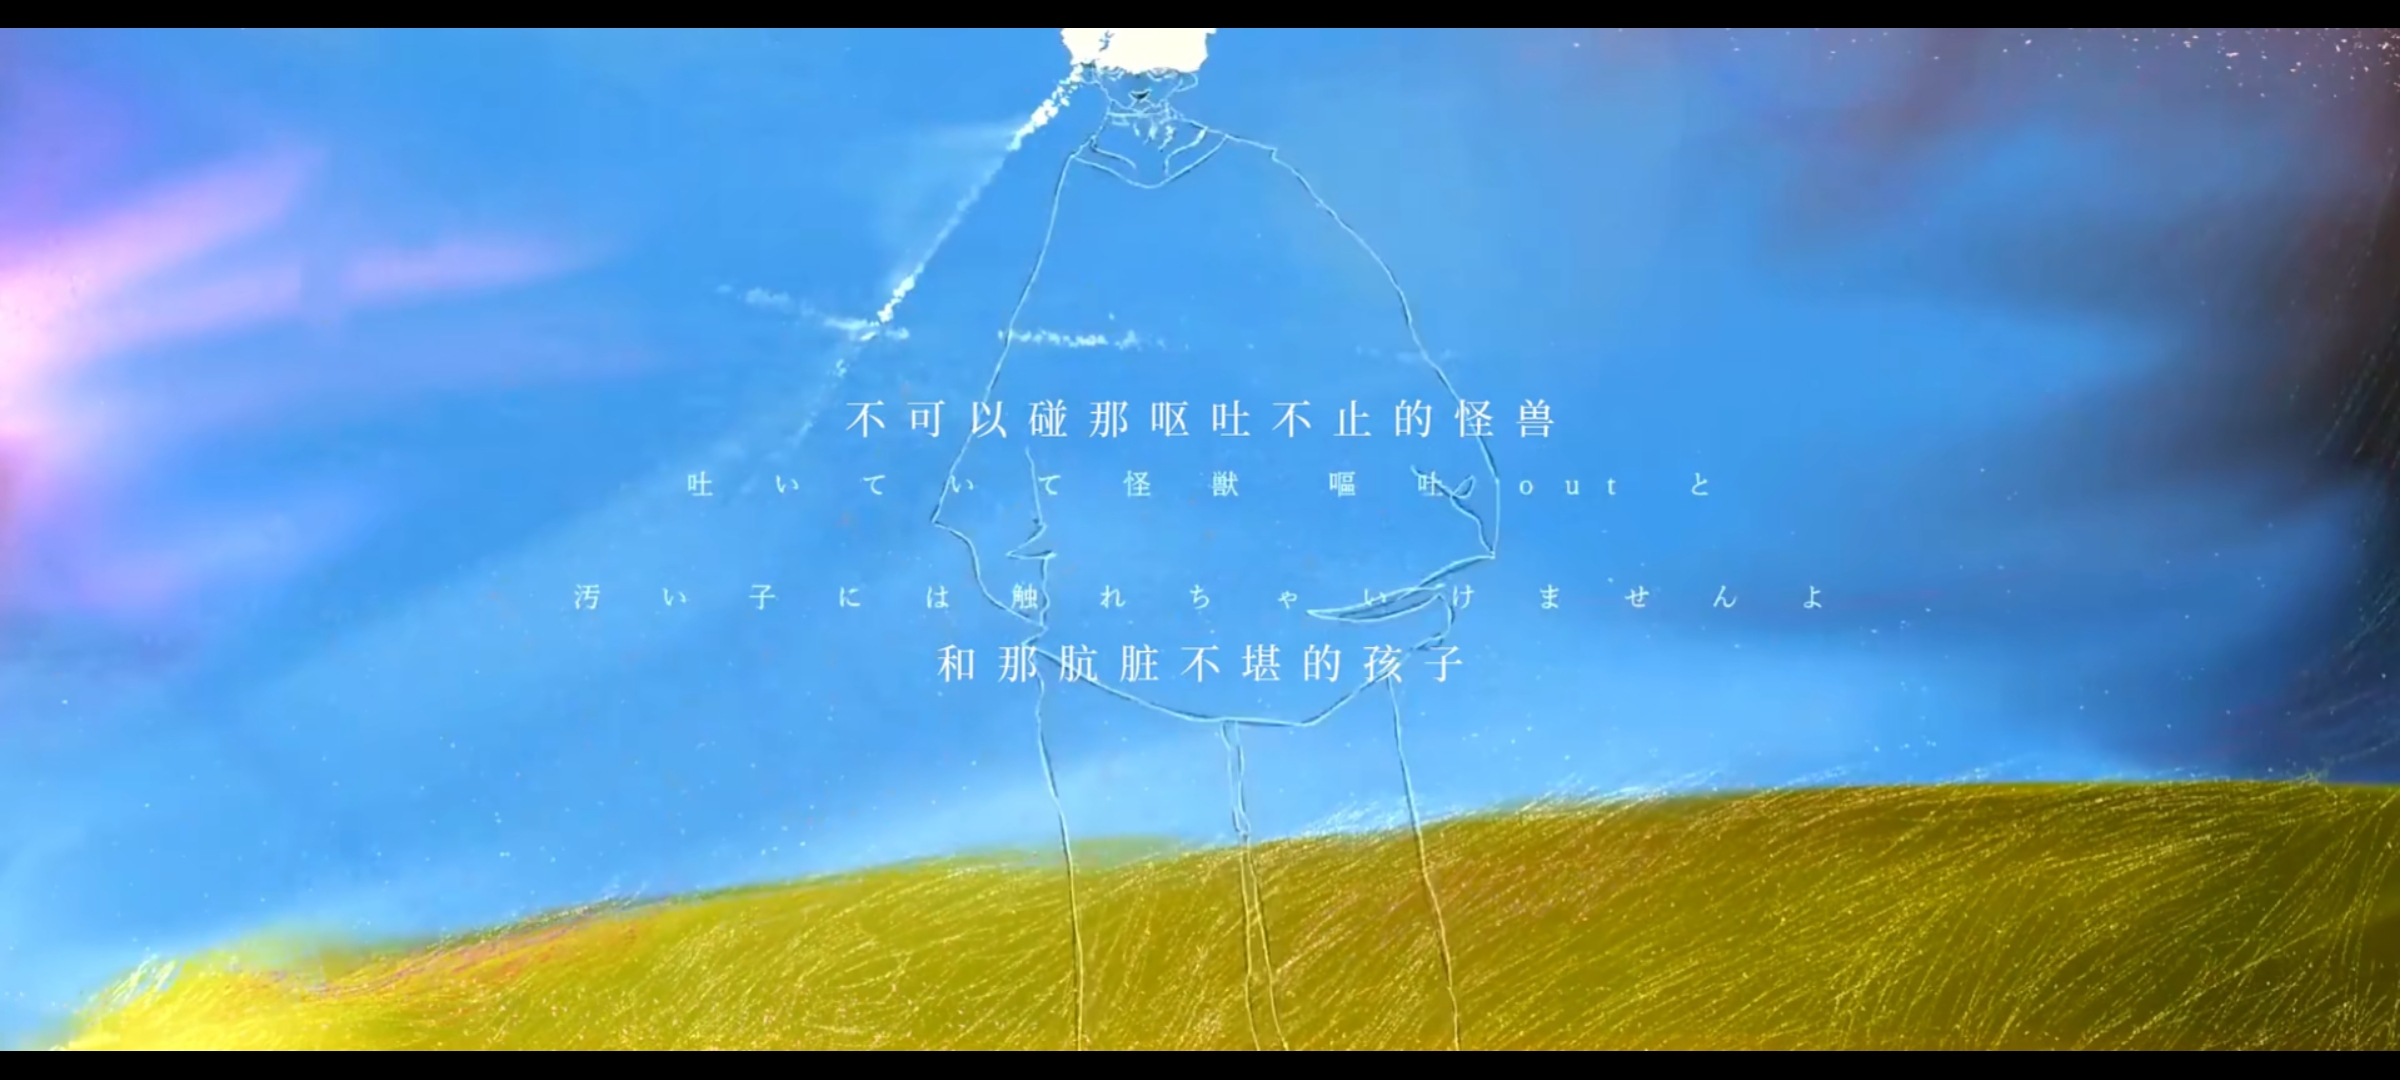 不可以碰那呕吐不止的怪兽
吐いていいて怪獣 嘔吐outと
汚い子には触れちゃいけませんよ
和那肮脏不堪的孩子